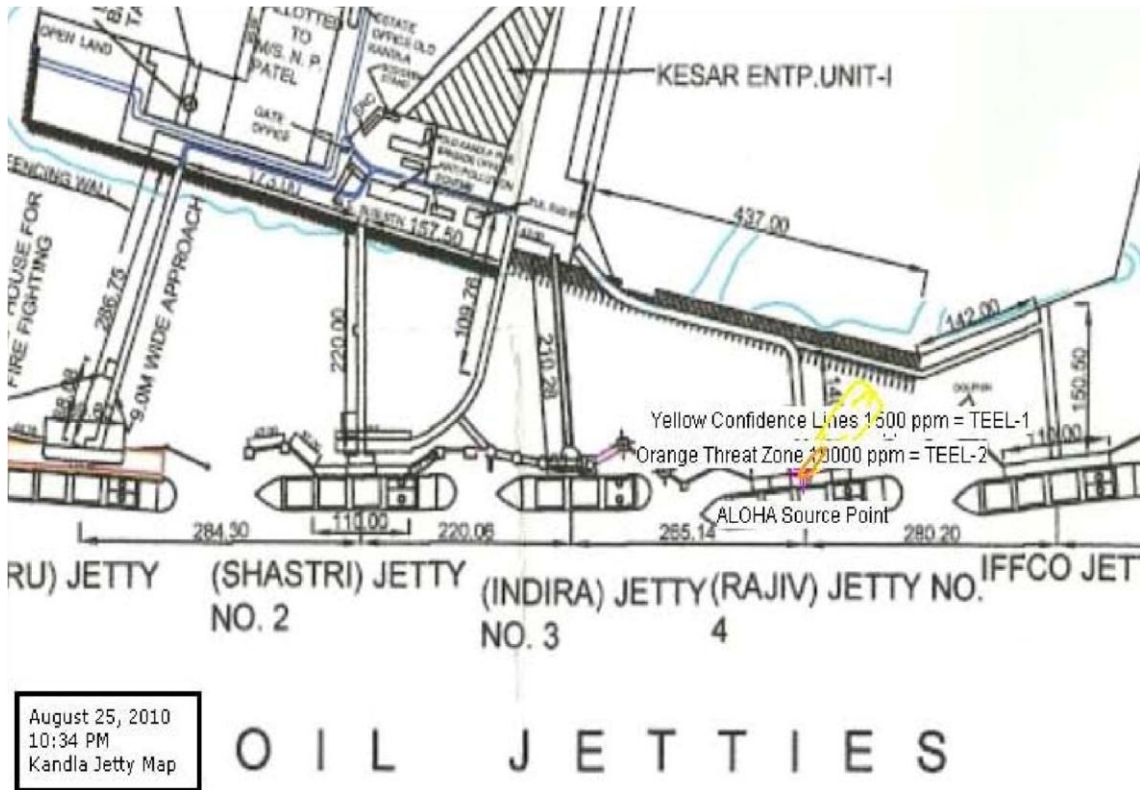 OPEN LAND
TO
M/S. N. P.
PATEL
ESTATE
OFFICE OLD
KANDLA
GATE
OFFICE
KESAR ENTP.UNIT-I
FENCING WALL
HOUSE FOR
FIRE FIGHTING
286.75
9.0M WIDE APPROACH
173.00
157.50
220.00
109.76
210.28
437.00
142.00
150.50
DOLPHIN
Yellow Confidence Lines 1500 ppm = TEEL-1
Orange Threat Zone 10000 ppm = TEEL-2
ALOHA Source Point
110.00
284.30
220.06
265.14
280.20
RU) JETTY
(SHASTRI) JETTY
NO. 2
(INDIRA) JETTY
NO. 3
(RAJIV) JETTY NO.
4
IFFCO JET
August 25, 2010
10:34 PM
Kandla Jetty Map
OIL JETTIES